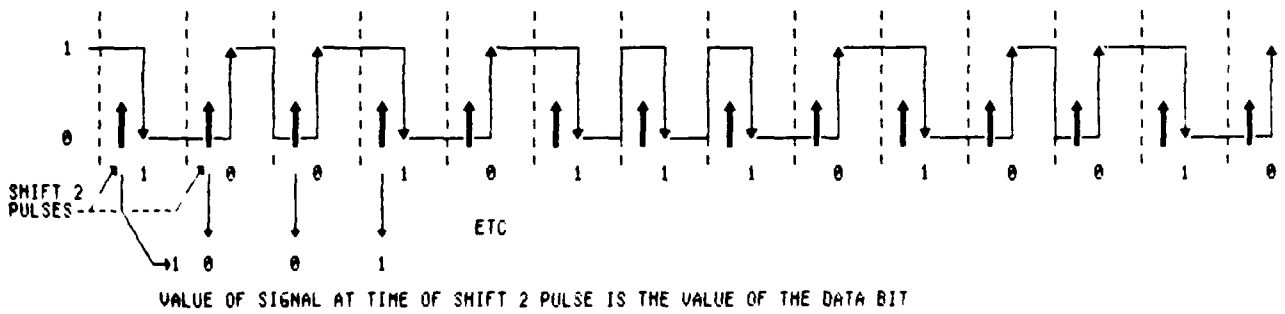 1
0
1 0 0 1 0 1 1 1 0 1 0 0 1 0
SHIFT 2
PULSES
ETC
1 0 0 1
VALUE OF SIGNAL AT TIME OF SHIFT 2 PULSE IS THE VALUE OF THE DATA BIT